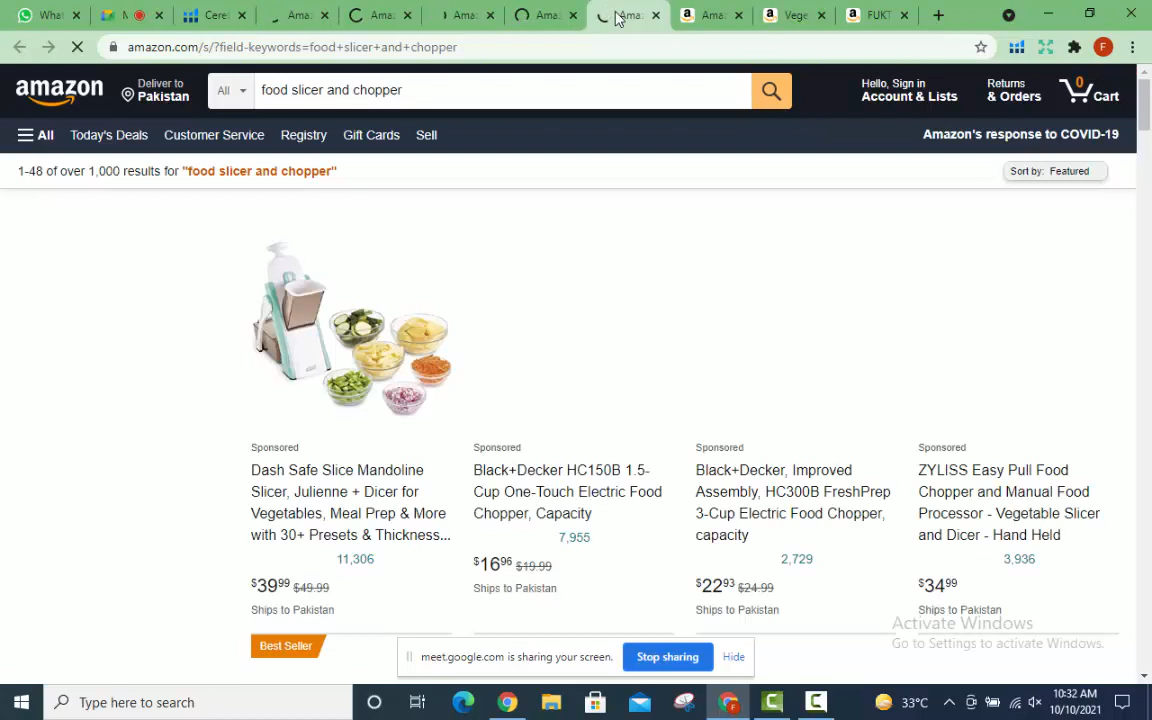 What
M
Ceret
Ama:
Ama:
Ama:
Ama:
Ama:
Ama:
Vege
FUKT
amazon.com/s/?field-keywords=food+slicer+and+chopper
F
amazon
Deliver to
Pakistan
All
food slicer and chopper
Hello, Sign in
Account & Lists
Returns
& Orders
0
Cart
All
Today's Deals
Customer Service
Registry
Gift Cards
Sell
Amazon's response to COVID-19
1-48 of over 1,000 results for "food slicer and chopper"
Sort by: Featured
Sponsored
Dash Safe Slice Mandoline
Slicer, Julienne + Dicer for
Vegetables, Meal Prep & More
with 30+ Presets & Thickness...
11,306
$39.99 $49.99
Ships to Pakistan
Best Seller
Sponsored
Black+Decker HC150B 1.5-
Cup One-Touch Electric Food
Chopper, Capacity
7,955
$16.96 $19.99
Ships to Pakistan
Sponsored
Black+Decker, Improved
Assembly, HC300B FreshPrep
3-Cup Electric Food Chopper,
capacity
2,729
$22.93 $24.99
Ships to Pakistan
Sponsored
ZYLISS Easy Pull Food
Chopper and Manual Food
Processor - Vegetable Slicer
and Dicer - Hand Held
3,936
$34.99
Ships to Pakistan
Activate Windows
Go to Settings to activate Windows.
meet.google.com is sharing your screen.
Stop sharing
Hide
Type here to search
33°C
10:32 AM
10/10/2021